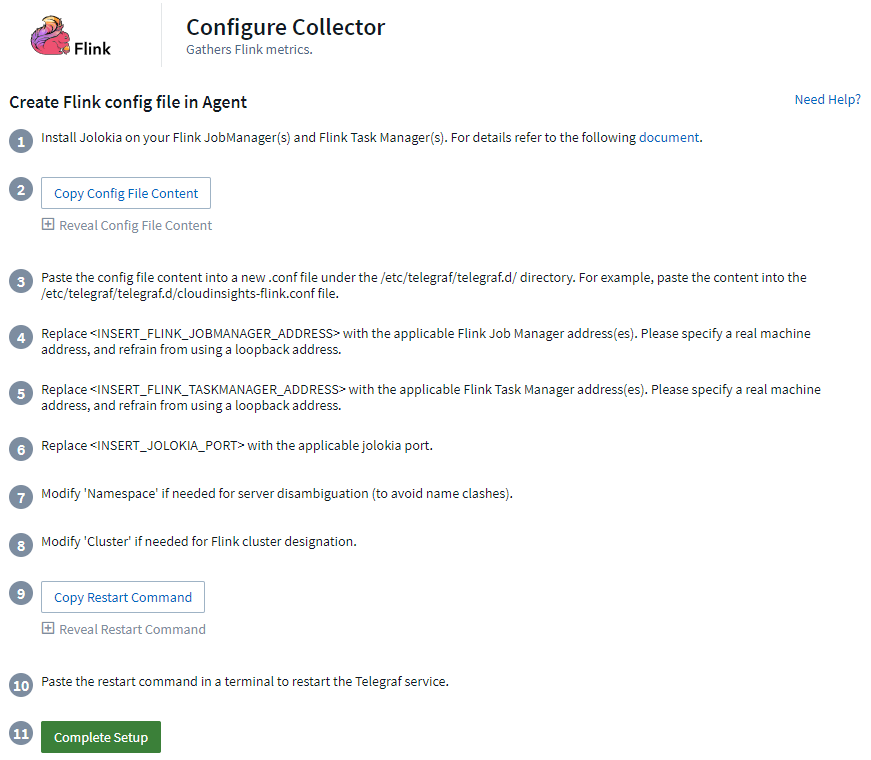 Flink
Configure Collector
Gathers Flink metrics.
Create Flink config file in Agent
Need Help?
1
Install Jolokia on your Flink JobManager(s) and Flink Task Manager(s). For details refer to the following document.
2
Copy Config File Content
Reveal Config File Content
3
Paste the config file content into a new .conf file under the /etc/telegraf/telegraf.d/ directory. For example, paste the content into the
/etc/telegraf/telegraf.d/cloudinsights-flink.conf file.
4
Replace <INSERT_FLINK_JOBMANAGER_ADDRESS> with the applicable Flink Job Manager address(es). Please specify a real machine
address, and refrain from using a loopback address.
5
Replace <INSERT_FLINK_TASKMANAGER_ADDRESS> with the applicable Flink Task Manager address(es). Please specify a real machine
address, and refrain from using a loopback address.
6
Replace <INSERT_JOLOKIA_PORT> with the applicable jolokia port.
7
Modify 'Namespace' if needed for server disambiguation (to avoid name clashes).
8
Modify 'Cluster' if needed for Flink cluster designation.
9
Copy Restart Command
Reveal Restart Command
10
Paste the restart command in a terminal to restart the Telegraf service.
11
Complete Setup